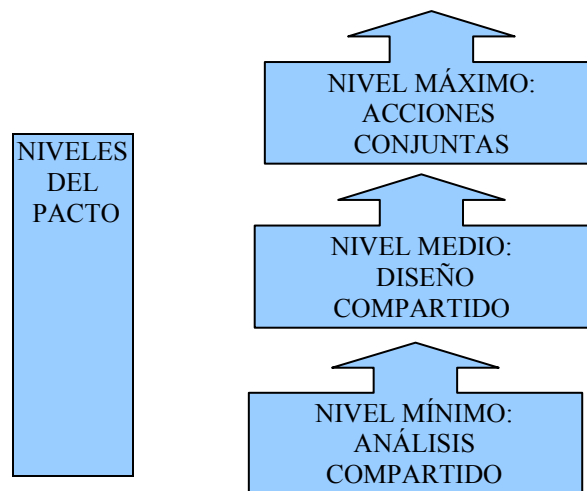 NIVELES
DEL
PACTO
NIVEL MÁXIMO:
ACCIONES
CONJUNTAS
NIVEL MEDIO:
DISEÑO
COMPARTIDO
NIVEL MÍNIMO:
ANÁLISIS
COMPARTIDO